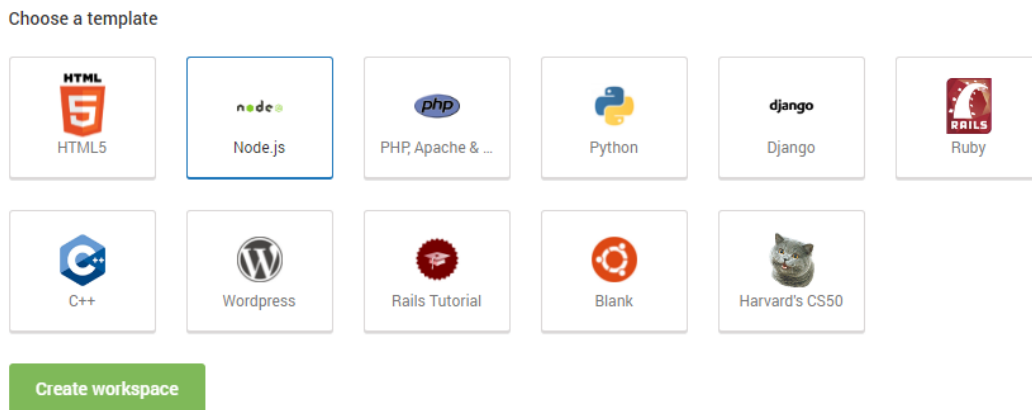 Choose a template
HTML
5
HTML5
node
Node.js
php
PHP, Apache & ...
Python
django
Django
RAILS
Ruby
C++
C++
W
Wordpress
Rails Tutorial
Blank
Harvard's CS50
Create workspace